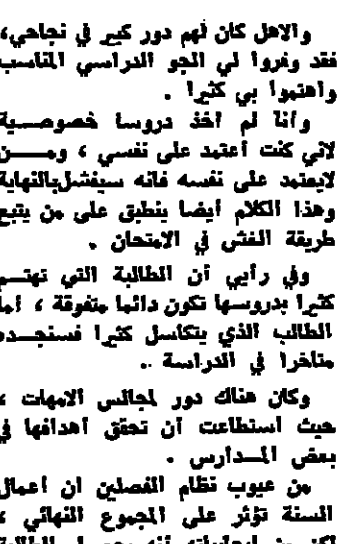 والاهل كان لهم دور كبير في نجاحي،
فقد وفروا لي الجو الدراسي المناسب
واهتموا بي كثيرا .
وأنا لم آخذ دروسا خصوصية
لاني كنت أعتمد على نفسي ، ومن
لايعتمد على نفسه فانه سيفشل بالنهاية
وهذا الكلام أيضا ينطبق على من يتبع
طريقة الغش في الامتحان .
وفي رأيي أن الطالبة التي تهتم
كثيرا بدروسها تكون دائما متفوقة ، أما
الطالب الذي يتكاسل كثيرا فسنجده
متأخرا في الدراسة ..
وكان هناك دور لمجالس الامهات ،
حيث استطاعت أن تحقق أهدافها في
بعض المدارس .
من عيوب نظام الفصلين ان اعمال
السنة تؤثر على المجموع النهائي ،